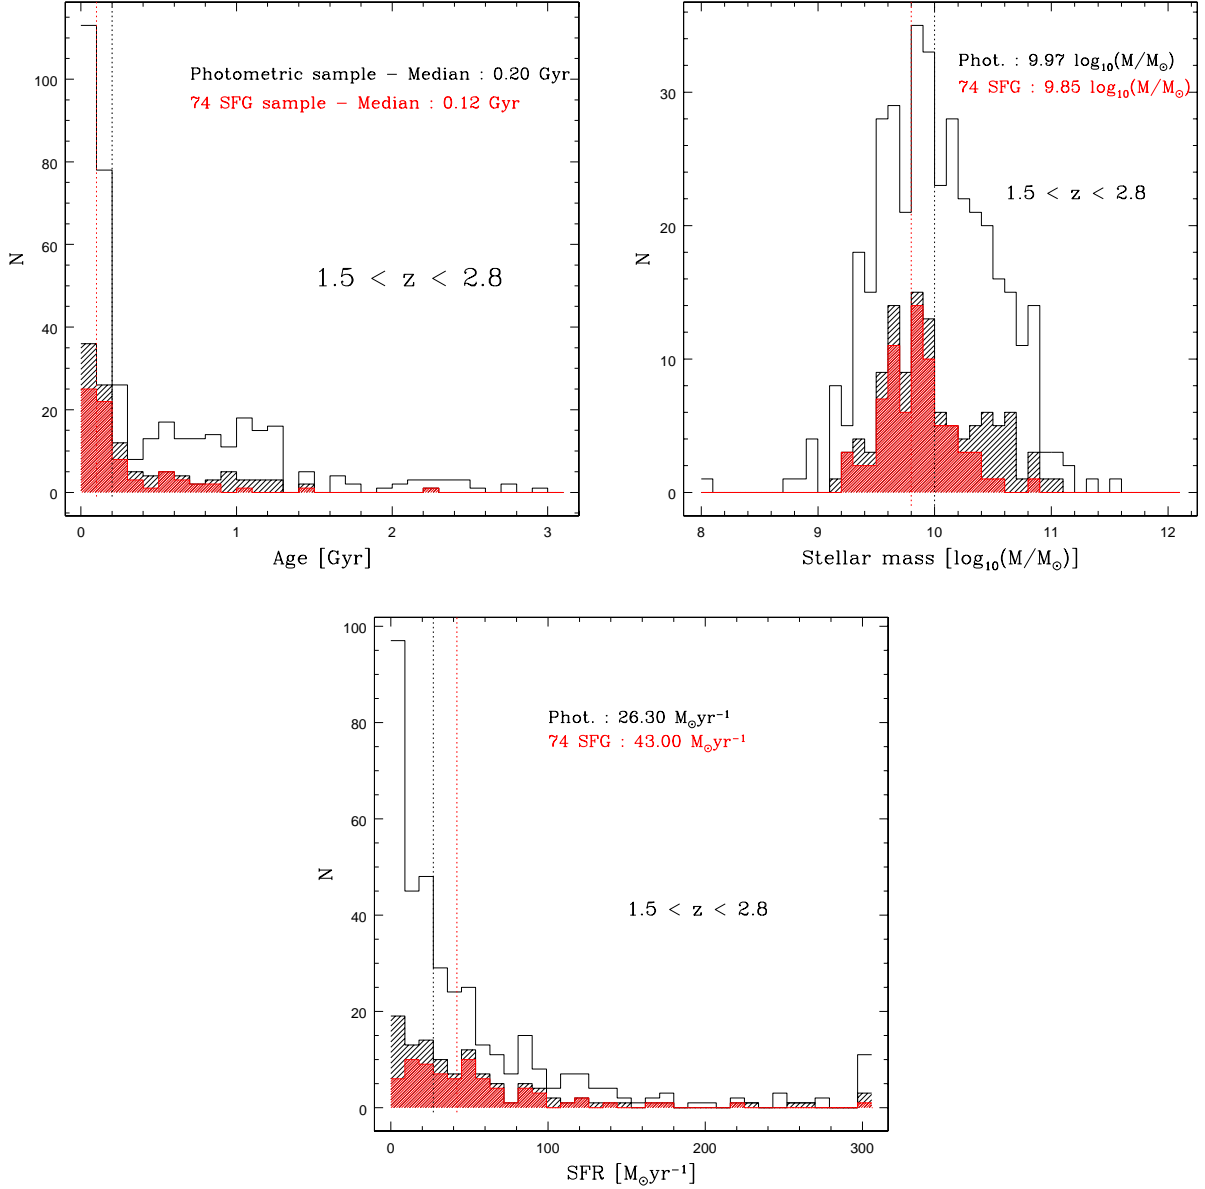 Photometric sample − Median : 0.20 Gyr
74 SFG sample − Median : 0.12 Gyr
1.5 < z < 2.8
N
100
80
60
40
20
0
0 1 2 3
Age [Gyr]
Phot. : 9.97 log₁₀(M/M☉)
74 SFG : 9.85 log₁₀(M/M☉)
1.5 < z < 2.8
N
30
20
10
0
8 9 10 11 12
Stellar mass [log₁₀(M/M☉)]
Phot. : 26.30 M☉yr⁻¹
74 SFG : 43.00 M☉yr⁻¹
1.5 < z < 2.8
N
100
80
60
40
20
0
0 100 200 300
SFR [M☉yr⁻¹]